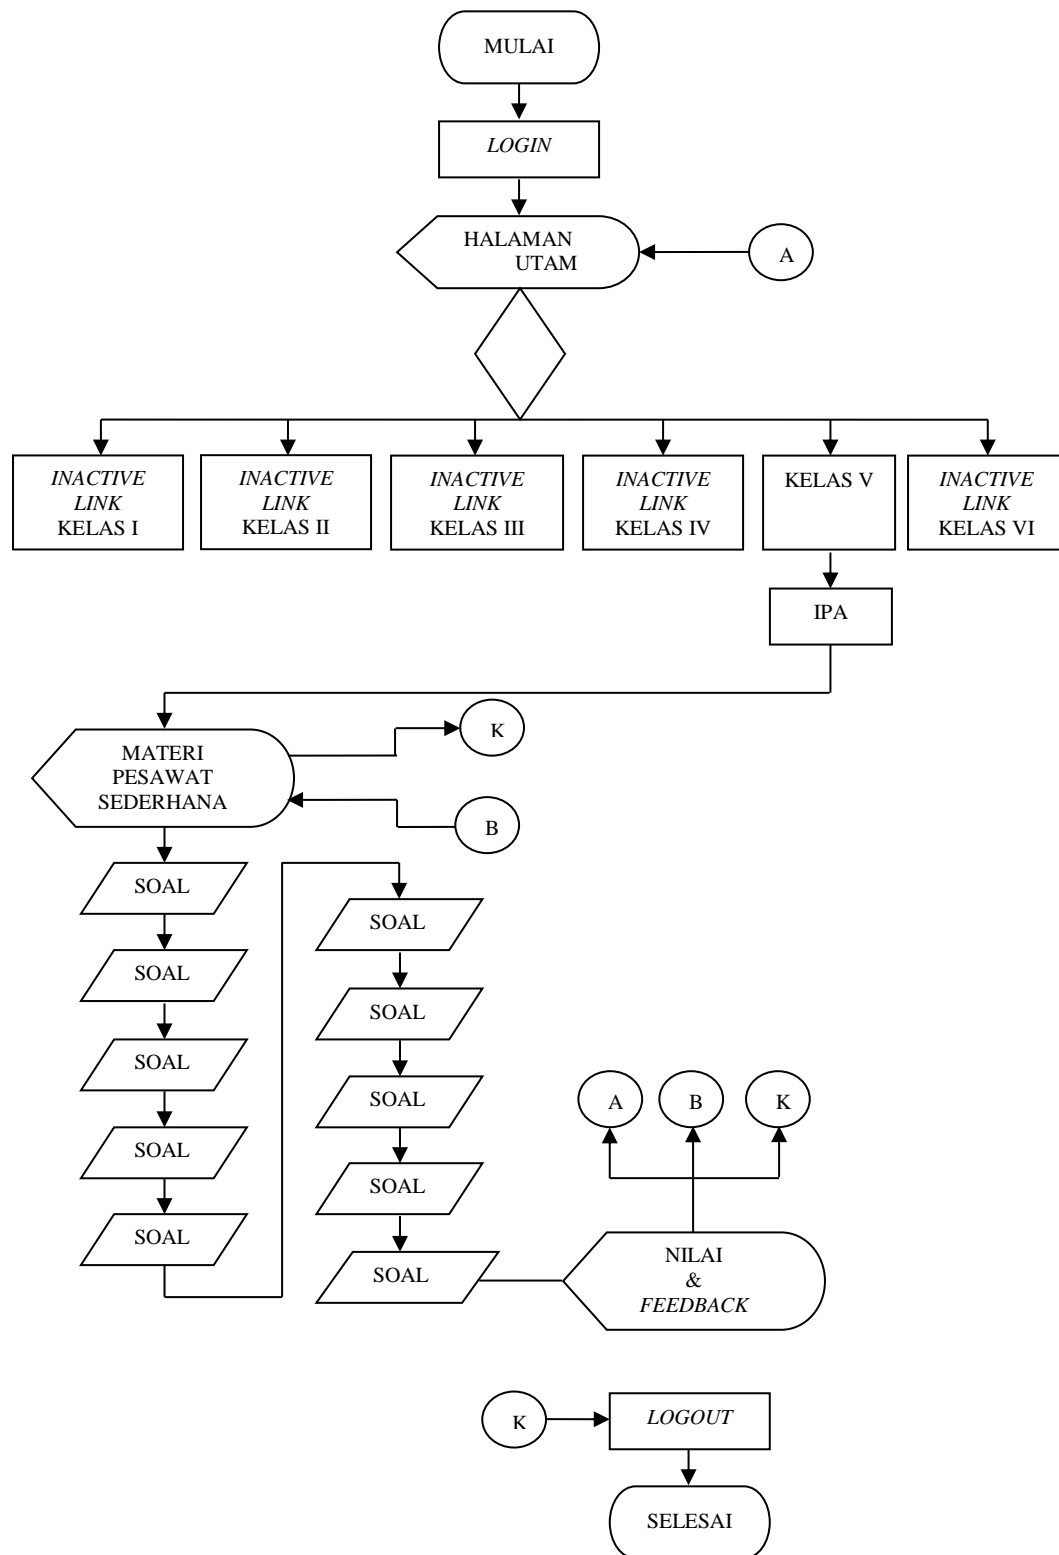 MULAI
LOGIN
HALAMAN
UTAM
A
INACTIVE
LINK
KELAS I
INACTIVE
LINK
KELAS II
INACTIVE
LINK
KELAS III
INACTIVE
LINK
KELAS IV
KELAS V
INACTIVE
LINK
KELAS VI
IPA
MATERI
PESAWAT
SEDERHANA
K
B
SOAL
SOAL
SOAL
SOAL
SOAL
SOAL
SOAL
SOAL
SOAL
SOAL
A
B
K
NILAI
&
FEEDBACK
K
LOGOUT
SELESAI